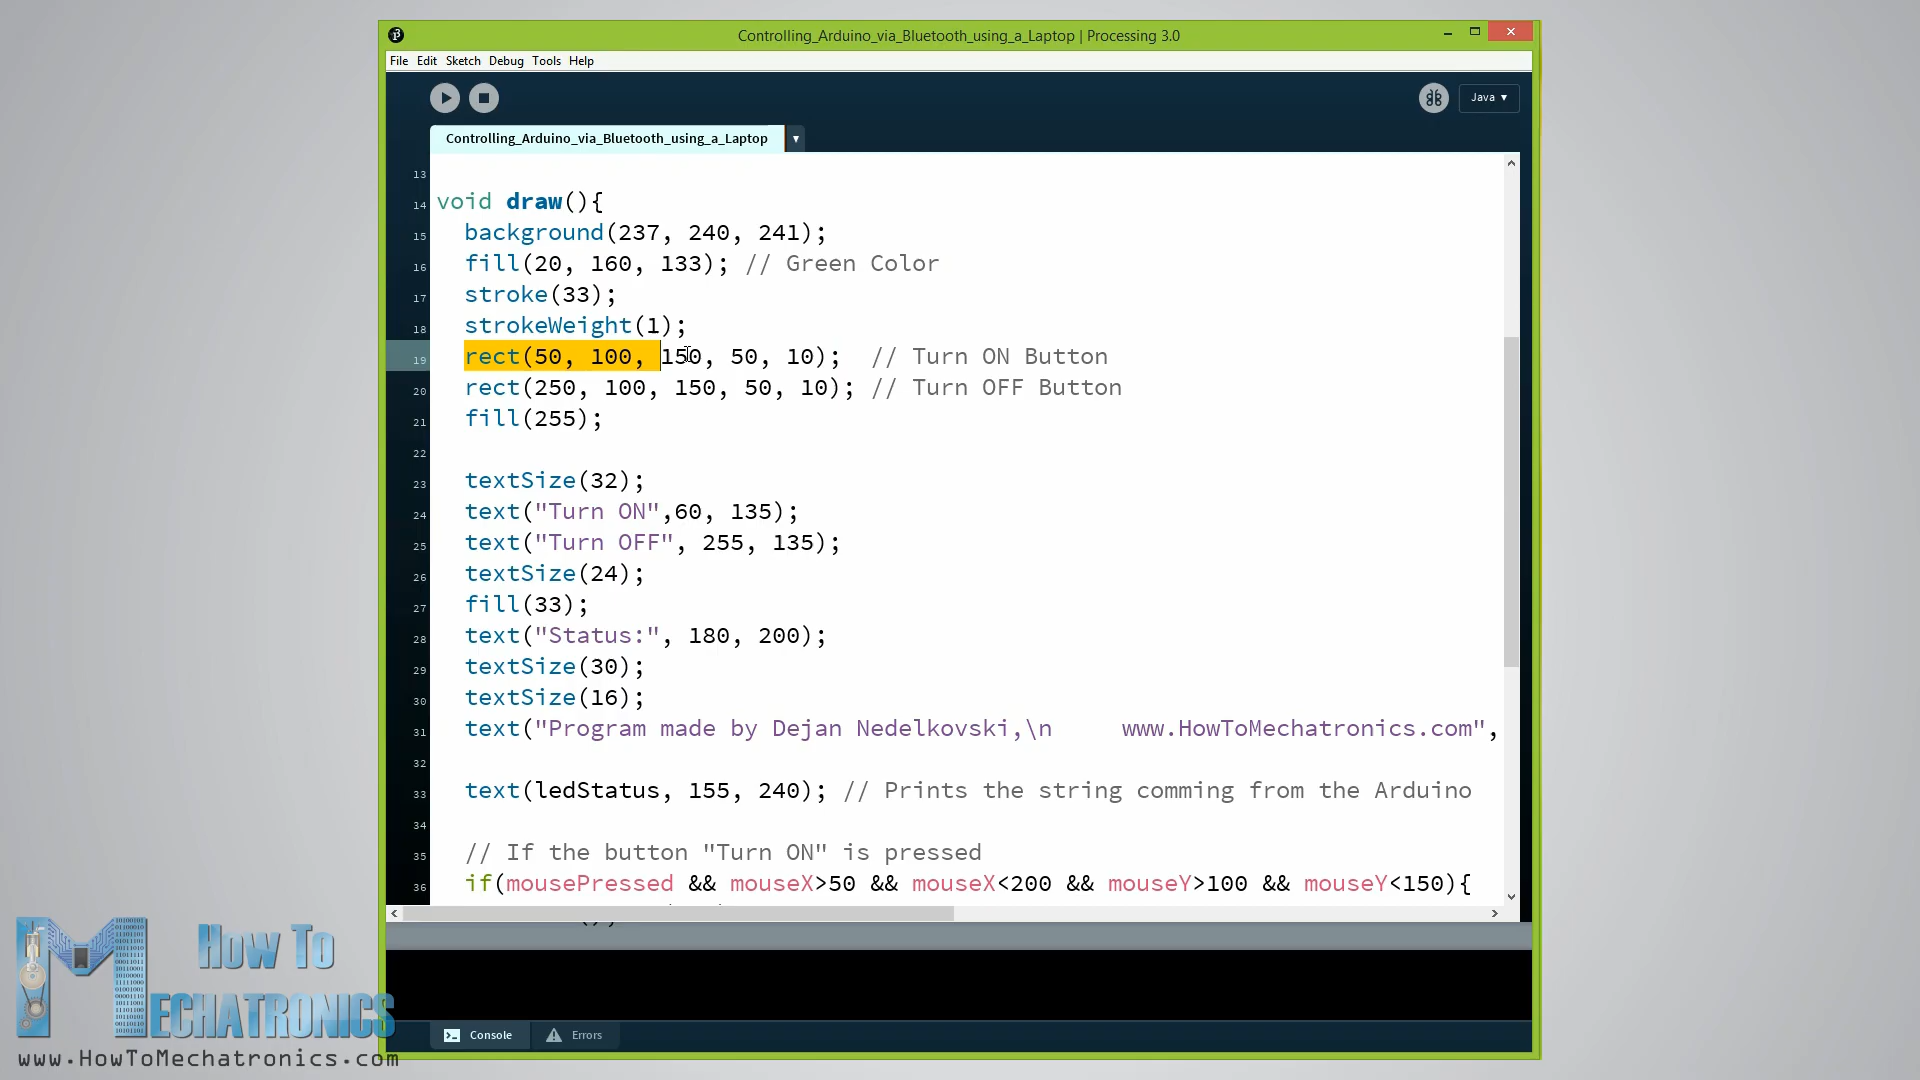 Controlling_Arduino_via_Bluetooth_using_a_Laptop | Processing 3.0
File Edit Sketch Debug Tools Help
Java ▾
Controlling_Arduino_via_Bluetooth_using_a_Laptop
13
14 void draw(){
15 background(237, 240, 241);
16 fill(20, 160, 133); // Green Color
17 stroke(33);
18 strokeWeight(1);
19 rect(50, 100, 150, 50, 10);  // Turn ON Button
20 rect(250, 100, 150, 50, 10); // Turn OFF Button
21 fill(255);
22
23 textSize(32);
24 text("Turn ON",60, 135);
25 text("Turn OFF", 255, 135);
26 textSize(24);
27 fill(33);
28 text("Status:", 180, 200);
29 textSize(30);
30 textSize(16);
31 text("Program made by Dejan Nedelkovski,\n     www.HowToMechatronics.com",
32
33 text(ledStatus, 155, 240); // Prints the string comming from the Arduino
34
35 // If the button "Turn ON" is pressed
36 if(mousePressed && mouseX>50 && mouseX<200 && mouseY>100 && mouseY<150){
Console Errors
How To
MECHATRONICS
www.HowToMechatronics.com